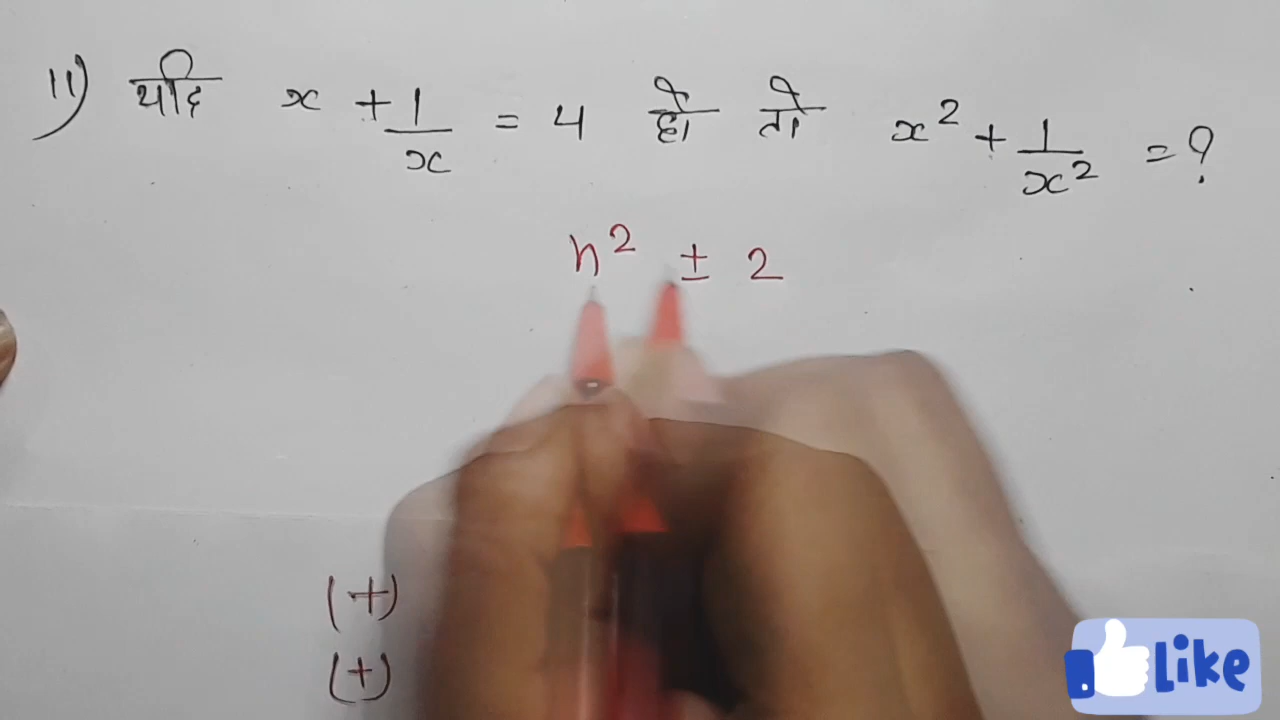 11) यदि x + 1/x = 4 हो तो x² + 1/x² = ?
n² ± 2
(+)
(+)
Like